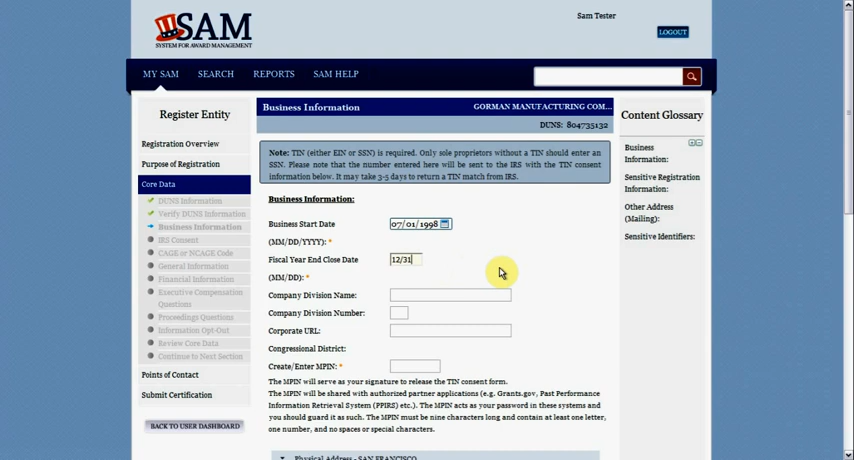 Sam Tester
SAM
SYSTEM FOR AWARD MANAGEMENT
LOGOUT
MY SAM SEARCH REPORTS SAM HELP
Register Entity
Registration Overview
Purpose of Registration
Core Data
DUNS Information
Verify DUNS Information
Business Information
IRS Consent
CAGE or NCAGE Code
General Information
Financial Information
Executive Compensation
Questions
Proceedings Questions
Information Opt-Out
Review Core Data
Continue to Next Section
Points of Contact
Submit Certification
BACK TO USER DASHBOARD
Business Information GORMAN MANUFACTURING COM...
DUNS: 804735132
Note: TIN (either EIN or SSN) is required. Only sole proprietors without a TIN should enter an
SSN. Please note that the number entered here will be sent to the IRS with the TIN consent
information below. It may take 3-5 days to return a TIN match from IRS.
Business Information:
Business Start Date 07/01/1998
(MM/DD/YYYY): *
Fiscal Year End Close Date 12/31
(MM/DD): *
Company Division Name:
Company Division Number:
Corporate URL:
Congressional District:
Create/Enter MPIN: *
The MPIN will serve as your signature to release the TIN consent form.
The MPIN will be shared with authorized partner applications (e.g. Grants.gov, Past Performance
Information Retrieval System (PPIRS) etc.). The MPIN acts as your password in these systems and
you should guard it as such. The MPIN must be nine characters long and contain at least one letter,
one number, and no spaces or special characters.
Physical Address - SAN FRANCISCO
Content Glossary
Business
Information:
Sensitive Registration
Information:
Other Address
(Mailing):
Sensitive Identifiers: